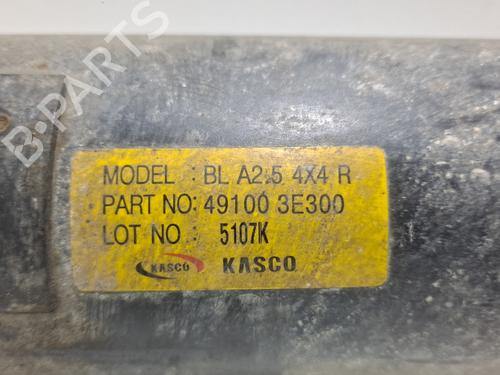 B-PARTS
MODEL : BL A2.5 4X4 R
PART NO: 49100 3E300
LOT NO : 5107K
KASCO KASCO